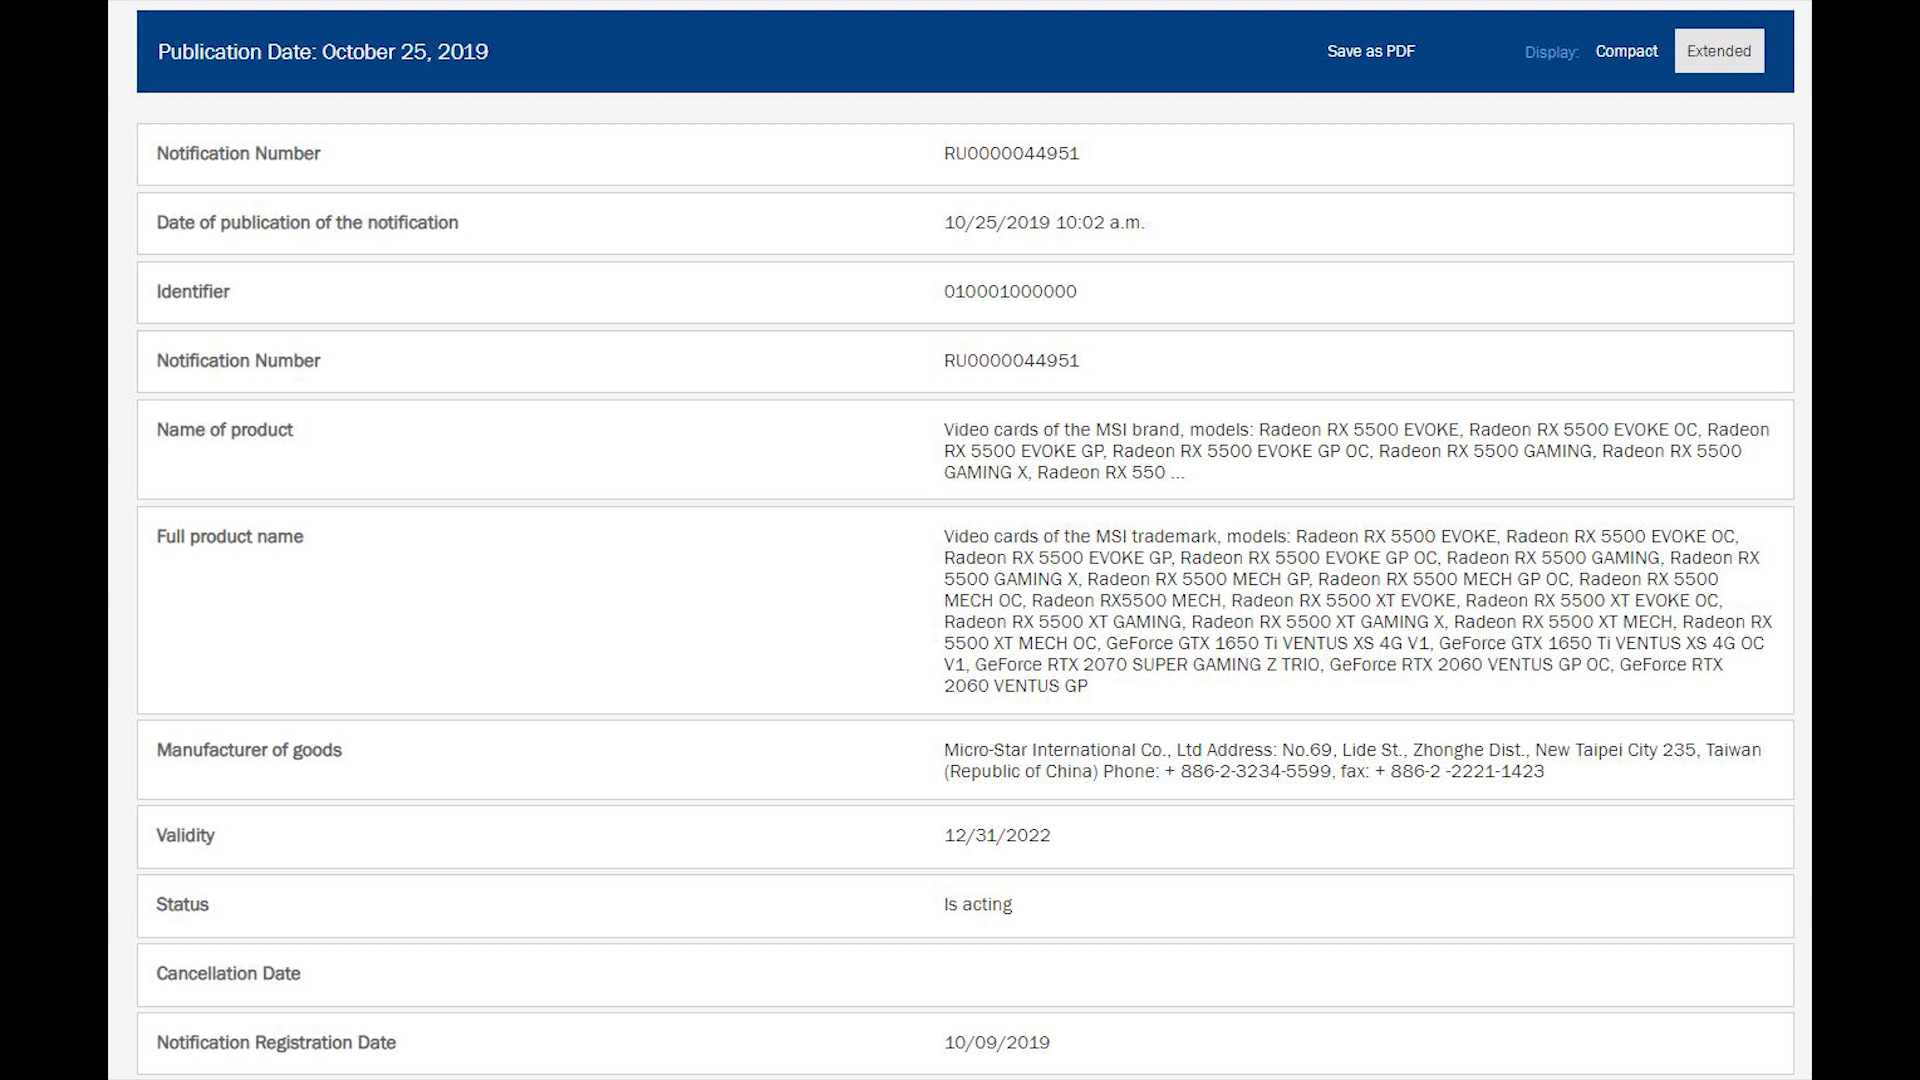 Publication Date: October 25, 2019
Save as PDF
Display:
Compact
Extended
Notification Number
RU0000044951
Date of publication of the notification
10/25/2019 10:02 a.m.
Identifier
010001000000
Notification Number
RU0000044951
Name of product
Video cards of the MSI brand, models: Radeon RX 5500 EVOKE, Radeon RX 5500 EVOKE OC, Radeon
RX 5500 EVOKE GP, Radeon RX 5500 EVOKE GP OC, Radeon RX 5500 GAMING, Radeon RX 5500
GAMING X, Radeon RX 550 ...
Full product name
Video cards of the MSI trademark, models: Radeon RX 5500 EVOKE, Radeon RX 5500 EVOKE OC,
Radeon RX 5500 EVOKE GP, Radeon RX 5500 EVOKE GP OC, Radeon RX 5500 GAMING, Radeon RX
5500 GAMING X, Radeon RX 5500 MECH GP, Radeon RX 5500 MECH GP OC, Radeon RX 5500
MECH OC, Radeon RX5500 MECH, Radeon RX 5500 XT EVOKE, Radeon RX 5500 XT EVOKE OC,
Radeon RX 5500 XT GAMING, Radeon RX 5500 XT GAMING X, Radeon RX 5500 XT MECH, Radeon RX
5500 XT MECH OC, GeForce GTX 1650 Ti VENTUS XS 4G V1, GeForce GTX 1650 Ti VENTUS XS 4G OC
V1, GeForce RTX 2070 SUPER GAMING Z TRIO, GeForce RTX 2060 VENTUS GP OC, GeForce RTX
2060 VENTUS GP
Manufacturer of goods
Micro-Star International Co., Ltd Address: No.69, Lide St., Zhonghe Dist., New Taipei City 235, Taiwan
(Republic of China) Phone: + 886-2-3234-5599, fax: + 886-2 -2221-1423
Validity
12/31/2022
Status
Is acting
Cancellation Date
Notification Registration Date
10/09/2019